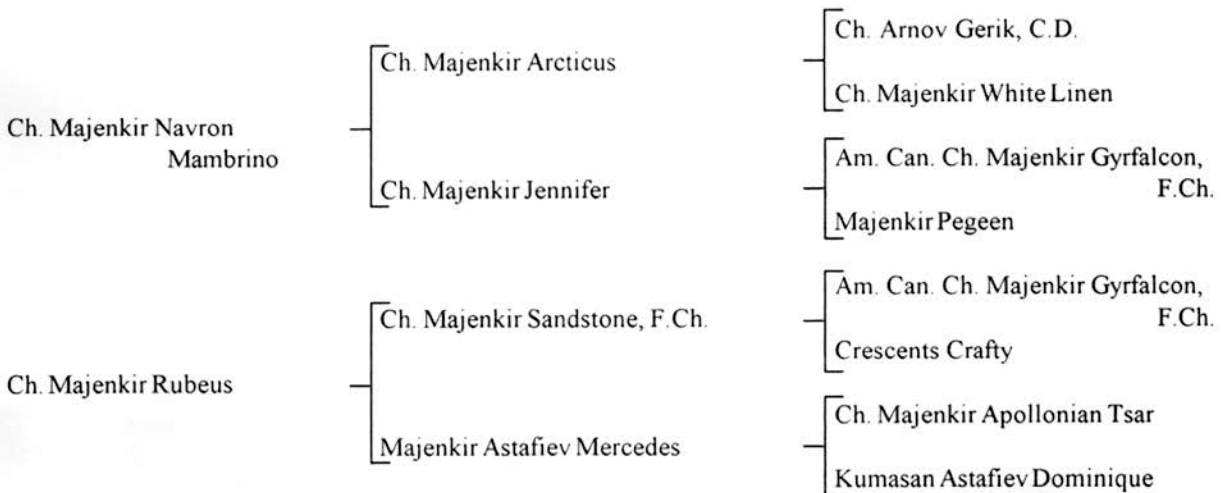 Ch. Majenkir Navron
Mambrino
Ch. Majenkir Arcticus
Ch. Majenkir Jennifer
Ch. Arnov Gerik, C.D.
Ch. Majenkir White Linen
Am. Can. Ch. Majenkir Gyrfalcon,
F.Ch.
Majenkir Pegeen
Ch. Majenkir Rubeus
Ch. Majenkir Sandstone, F.Ch.
Majenkir Astafiev Mercedes
Am. Can. Ch. Majenkir Gyrfalcon,
F.Ch.
Crescents Crafty
Ch. Majenkir Apollonian Tsar
Kumasan Astafiev Dominique